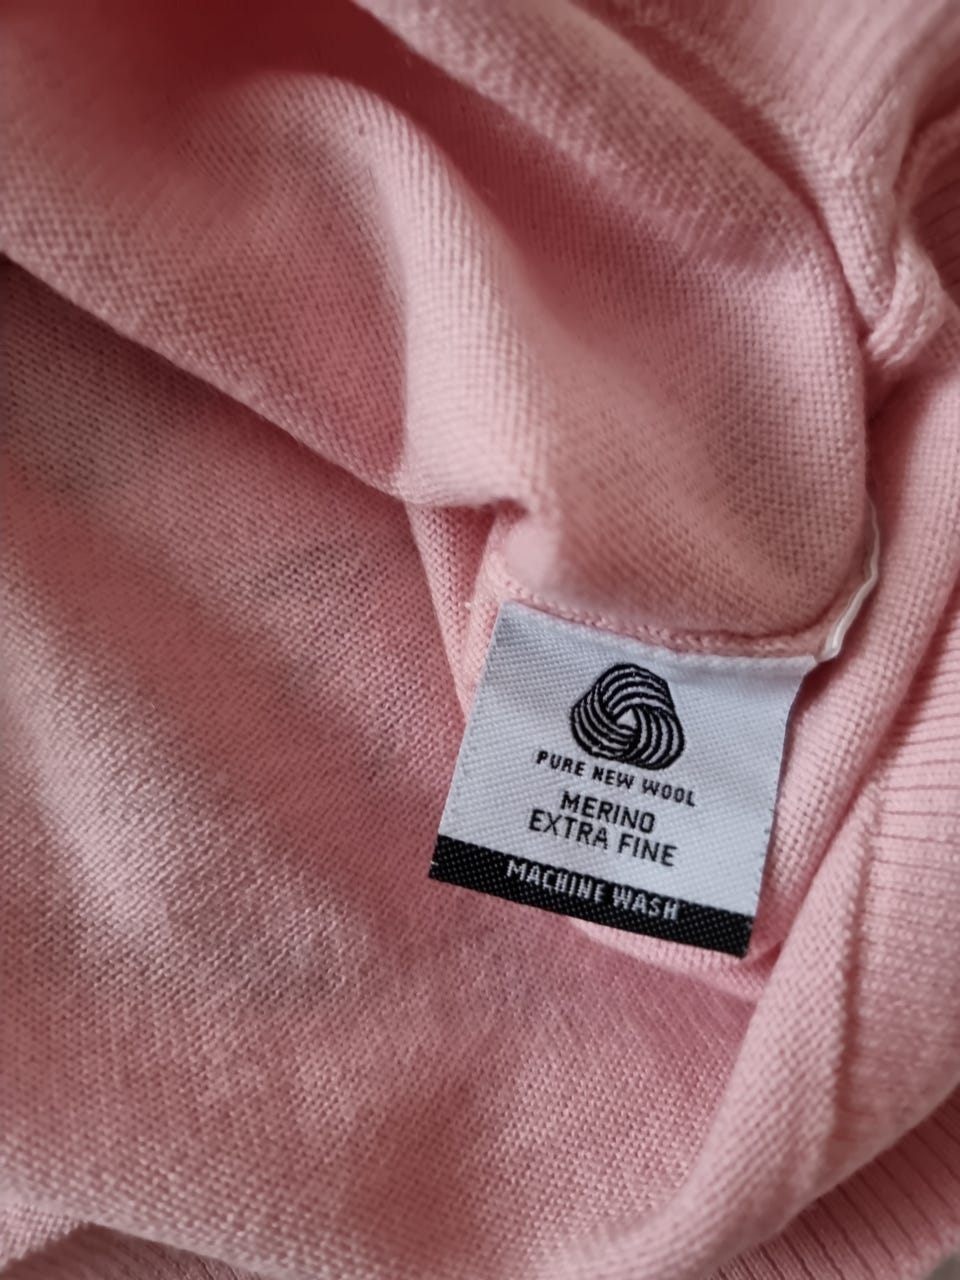 PURE NEW WOOL
MERINO
EXTRA FINE
MACHINE WASH